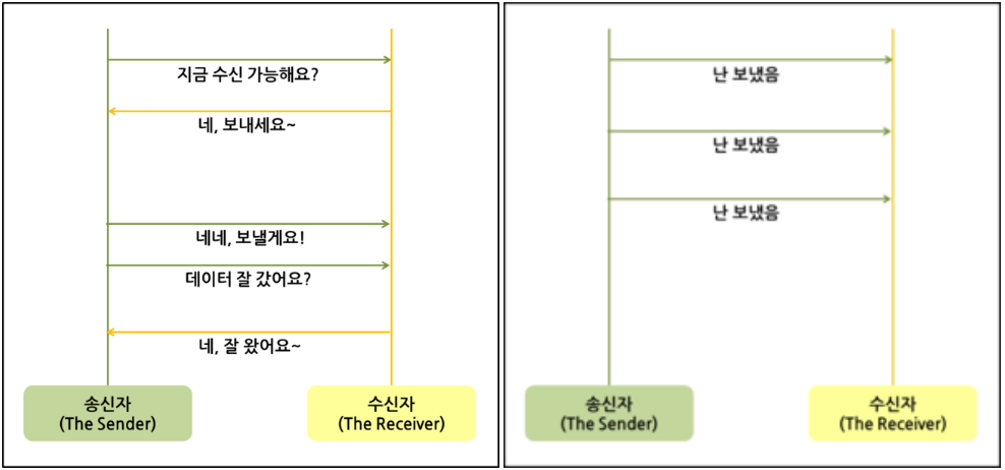 지금 수신 가능해요?
네, 보내세요~
네네, 보낼게요!
데이터 잘 갔어요?
네, 잘 왔어요~
송신자
(The Sender)
수신자
(The Receiver)
난 보냈음
난 보냈음
난 보냈음
송신자
(The Sender)
수신자
(The Receiver)